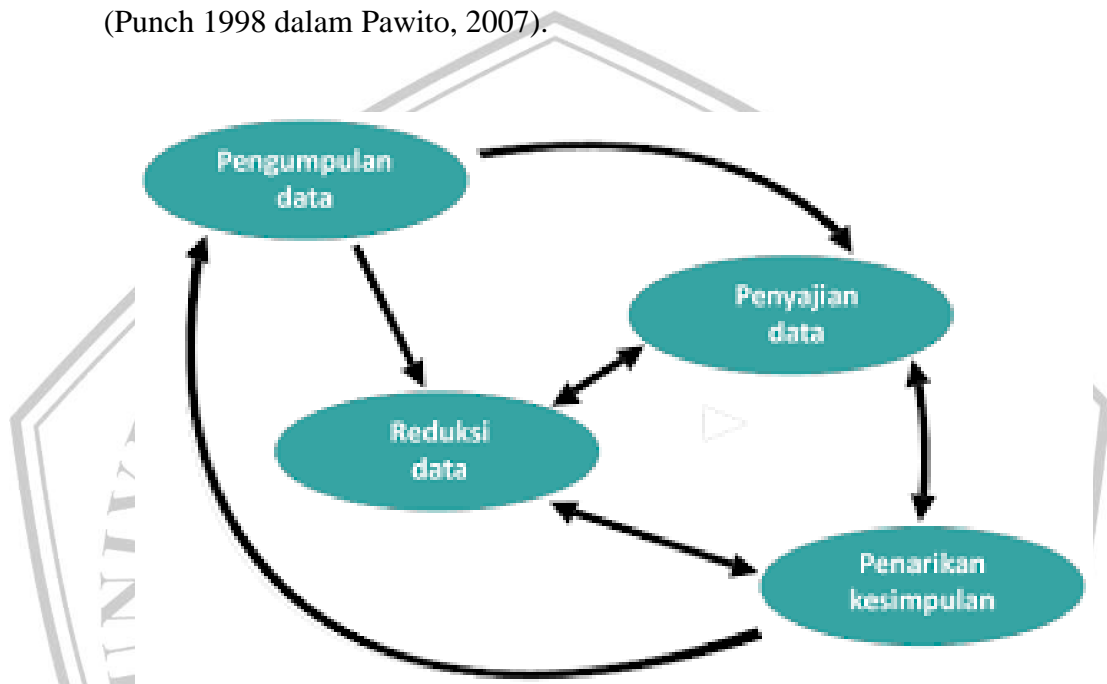 (Punch 1998 dalam Pawito, 2007).
Pengumpulan
data
Penyajian
data
Reduksi
data
Penarikan
kesimpulan